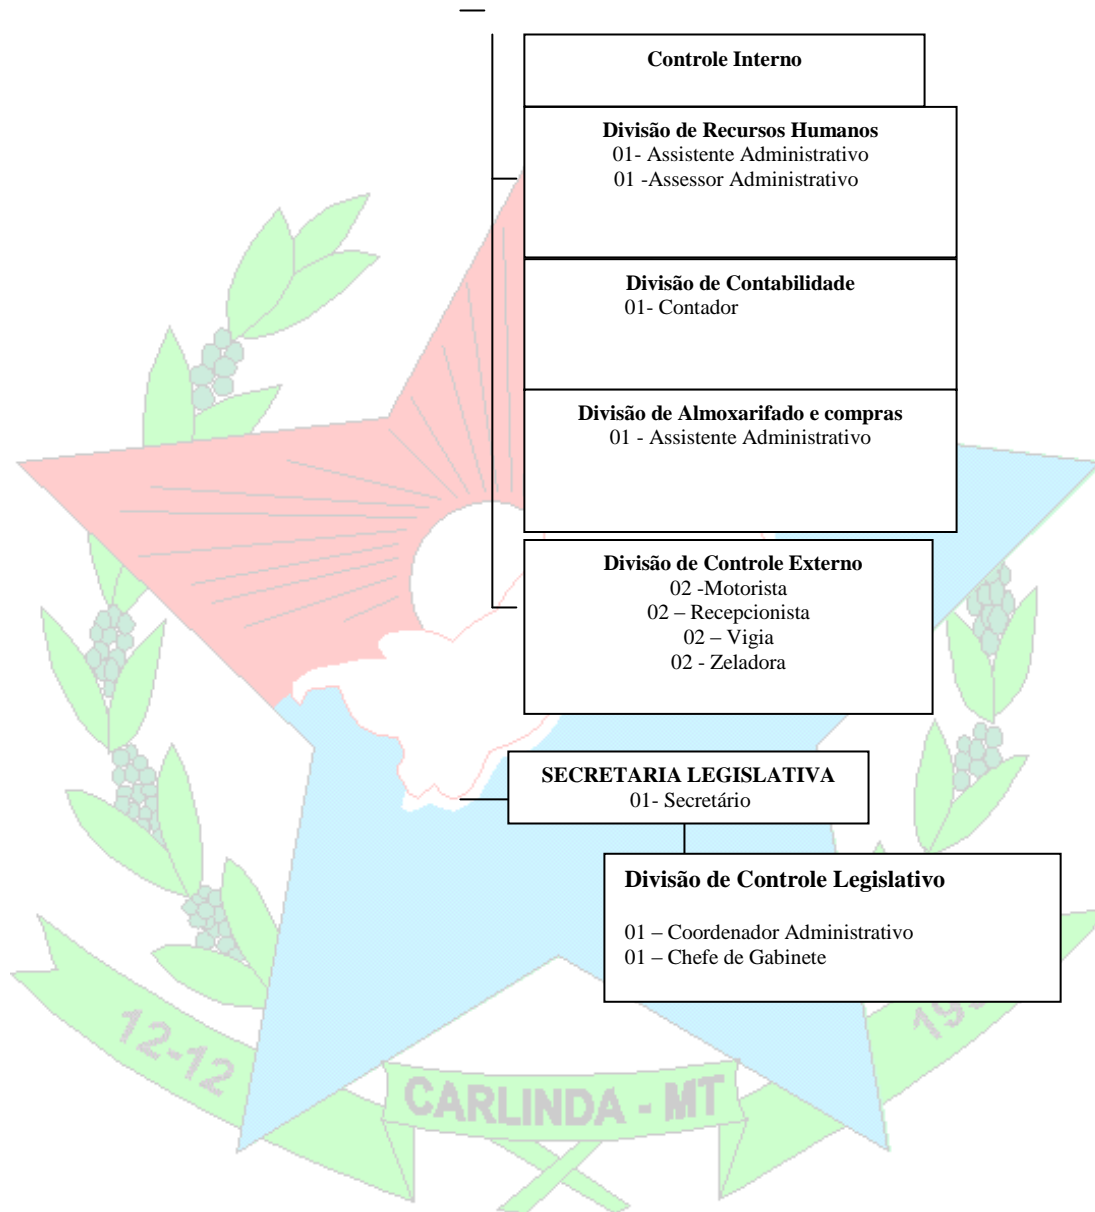 Controle Interno
Divisão de Recursos Humanos
01- Assistente Administrativo
01 -Assessor Administrativo
Divisão de Contabilidade
01- Contador
Divisão de Almoxarifado e compras
01 - Assistente Administrativo
Divisão de Controle Externo
02 -Motorista
02 – Recepcionista
02 – Vigia
02 - Zeladora
SECRETARIA LEGISLATIVA
01- Secretário
Divisão de Controle Legislativo
01 – Coordenador Administrativo
01 – Chefe de Gabinete
12-12
CARLINDA - MT